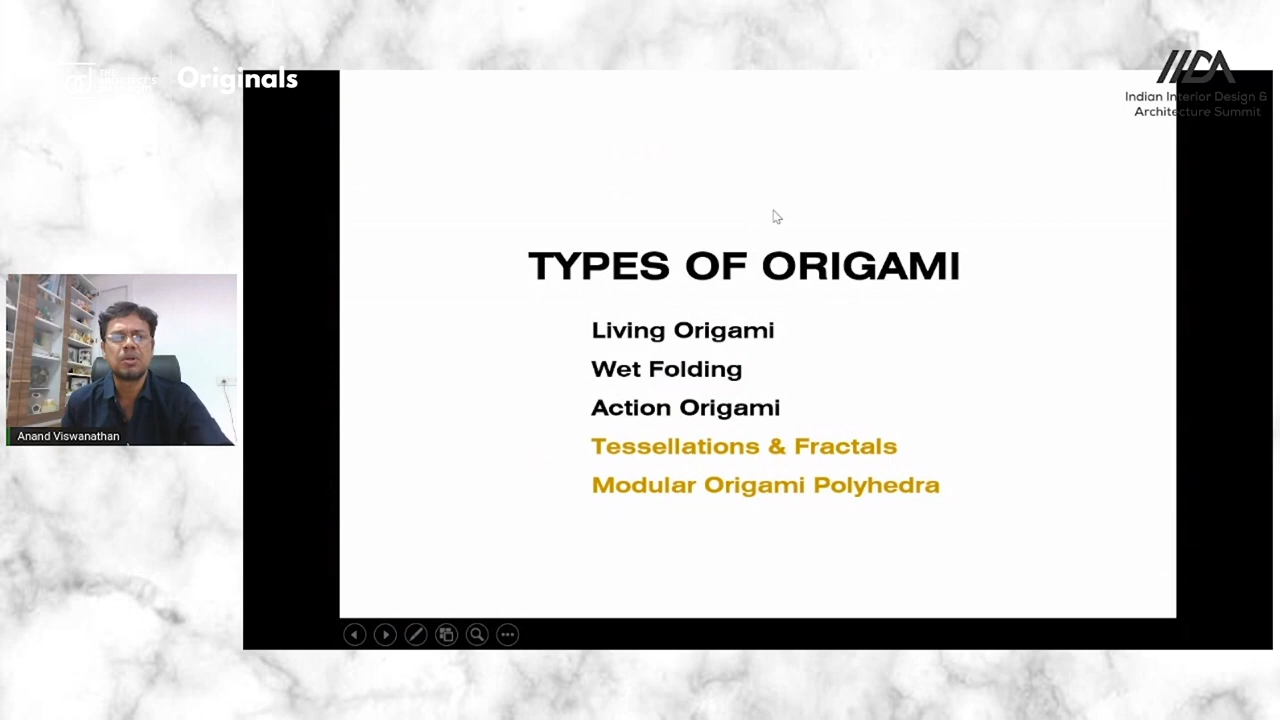 Originals
IIDA
Indian Interior Design &
Architecture Summit
TYPES OF ORIGAMI
Living Origami
Wet Folding
Action Origami
Tessellations & Fractals
Modular Origami Polyhedra
Anand Viswanathan